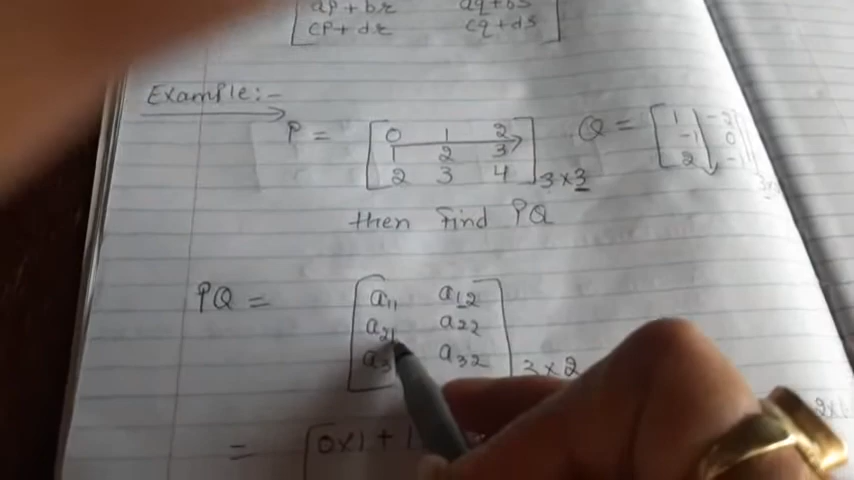 ap+br aq+bs
cp+dr cq+ds
Example:-
P = [0 1 2 Q = [1 -2
1 2 3 -1 0
2 3 4]3×3 2 -1
then find PQ
PQ = [a11 a12
a21 a22
a3 a32]3×2
= [0×1 + 1